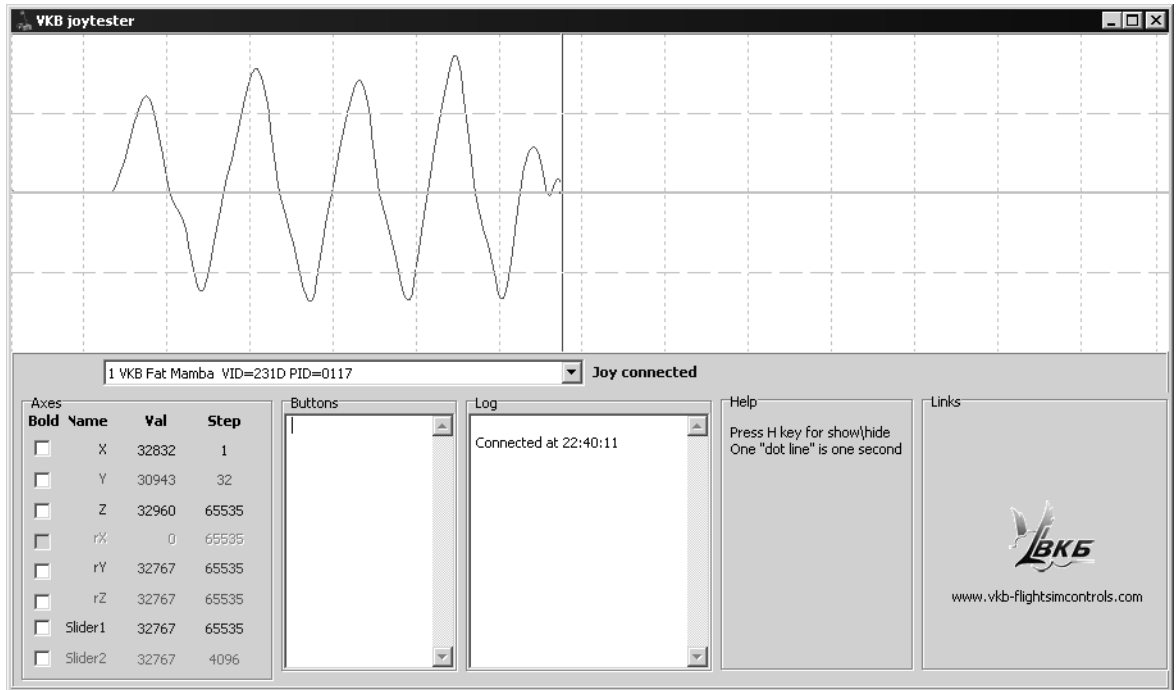 VKB joytester
1 VKB Fat Mamba VID=231D PID=0117
Joy connected
Axes
Bold Name Val Step
X 32832 1
Y 30943 32
Z 32960 65535
rX 0 65535
rY 32767 65535
rZ 32767 65535
Slider1 32767 65535
Slider2 32767 4096
Buttons
Log
Connected at 22:40:11
Help
Press H key for show\hide
One "dot line" is one second
Links
ВКБ
www.vkb-flightsimcontrols.com